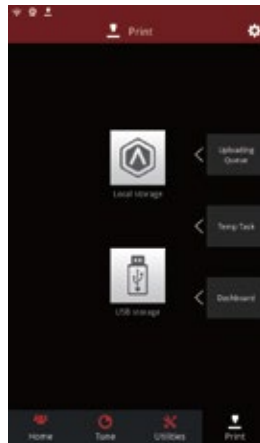 Print
Uploading
Queue
Local storage
Temp Task
Dashboard
USB storage
Home Tune Utilities Print